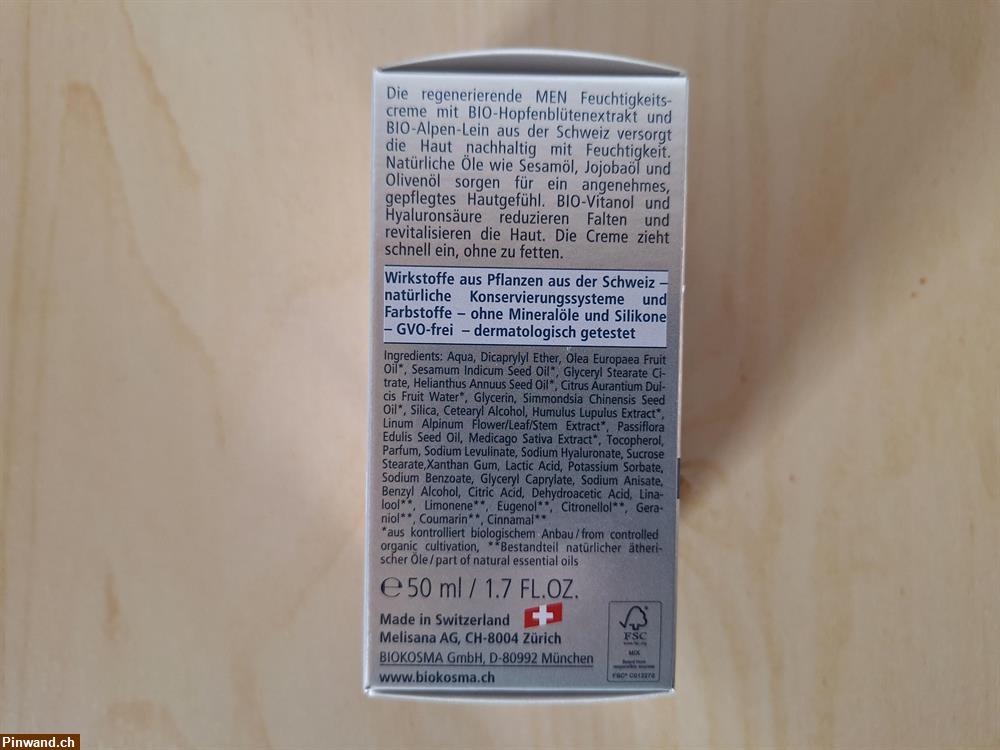 Die regenerierende MEN Feuchtigkeits-
creme mit BIO-Hopfenblütenextrakt und
BIO-Alpen-Lein aus der Schweiz versorgt
die Haut nachhaltig mit Feuchtigkeit.
Natürliche Öle wie Sesamöl, Jojobaöl und
Olivenöl sorgen für ein angenehmes,
gepflegtes Hautgefühl. BIO-Vitanol und
Hyaluronsäure reduzieren Falten und
revitalisieren die Haut. Die Creme zieht
schnell ein, ohne zu fetten.
Wirkstoffe aus Pflanzen aus der Schweiz –
natürliche Konservierungssysteme und
Farbstoffe – ohne Mineralöle und Silikone
– GVO-frei – dermatologisch getestet
Ingredients: Aqua, Dicaprylyl Ether, Olea Europaea Fruit
Oil*, Sesamum Indicum Seed Oil*, Glyceryl Stearate Ci-
trate, Helianthus Annuus Seed Oil*, Citrus Aurantium Dul-
cis Fruit Water*, Glycerin, Simmondsia Chinensis Seed
Oil*, Silica, Cetearyl Alcohol, Humulus Lupulus Extract*,
Linum Alpinum Flower/Leaf/Stem Extract*, Passiflora
Edulis Seed Oil, Medicago Sativa Extract*, Tocopherol,
Parfum, Sodium Levulinate, Sodium Hyaluronate, Sucrose
Stearate,Xanthan Gum, Lactic Acid, Potassium Sorbate,
Sodium Benzoate, Glyceryl Caprylate, Sodium Anisate,
Benzyl Alcohol, Citric Acid, Dehydroacetic Acid, Lina-
lool**, Limonene**, Eugenol**, Citronellol**, Gera-
niol**, Coumarin**, Cinnamal**
*aus kontrolliert biologischem Anbau/from controlled
organic cultivation, **Bestandteil natürlicher ätheri-
scher Öle/part of natural essential oils
℮ 50 ml / 1.7 FL.OZ.
Made in Switzerland
Melisana AG, CH-8004 Zürich
BIOKOSMA GmbH, D-80992 München
www.biokosma.ch
FSC
www.fsc.org
MIX
Board from
responsible sources
Pinwand.ch